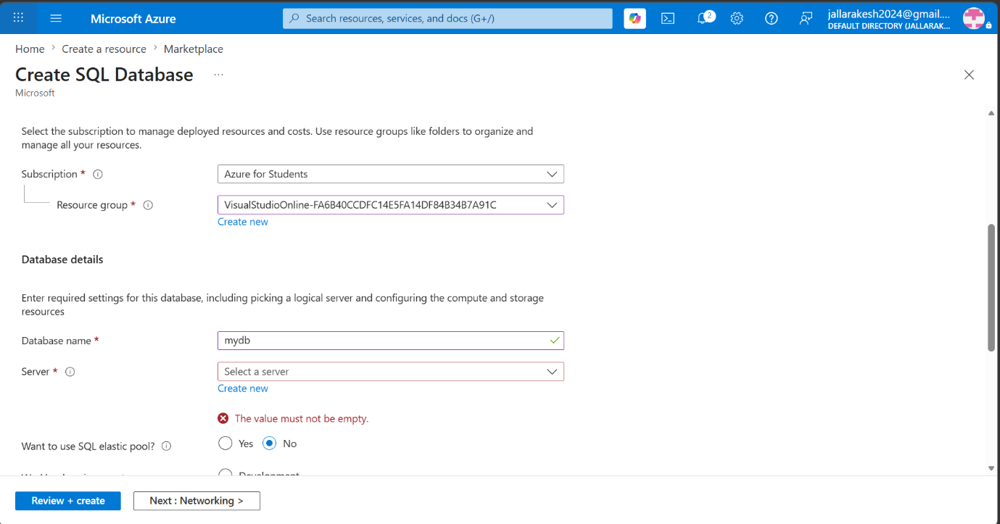 Microsoft Azure
Search resources, services, and docs (G+/)
2
jallarakesh2024@gmail....
DEFAULT DIRECTORY (JALLARAK...
Home > Create a resource > Marketplace
Create SQL Database ...
Microsoft
Select the subscription to manage deployed resources and costs. Use resource groups like folders to organize and
manage all your resources.
Subscription *
Azure for Students
Resource group *
VisualStudioOnline-FA6B40CCDFC14E5FA14DF84B34B7A91C
Create new
Database details
Enter required settings for this database, including picking a logical server and configuring the compute and storage
resources
Database name *
mydb
Server *
Select a server
Create new
The value must not be empty.
Want to use SQL elastic pool?
Yes No
Development
Review + create
Next : Networking >